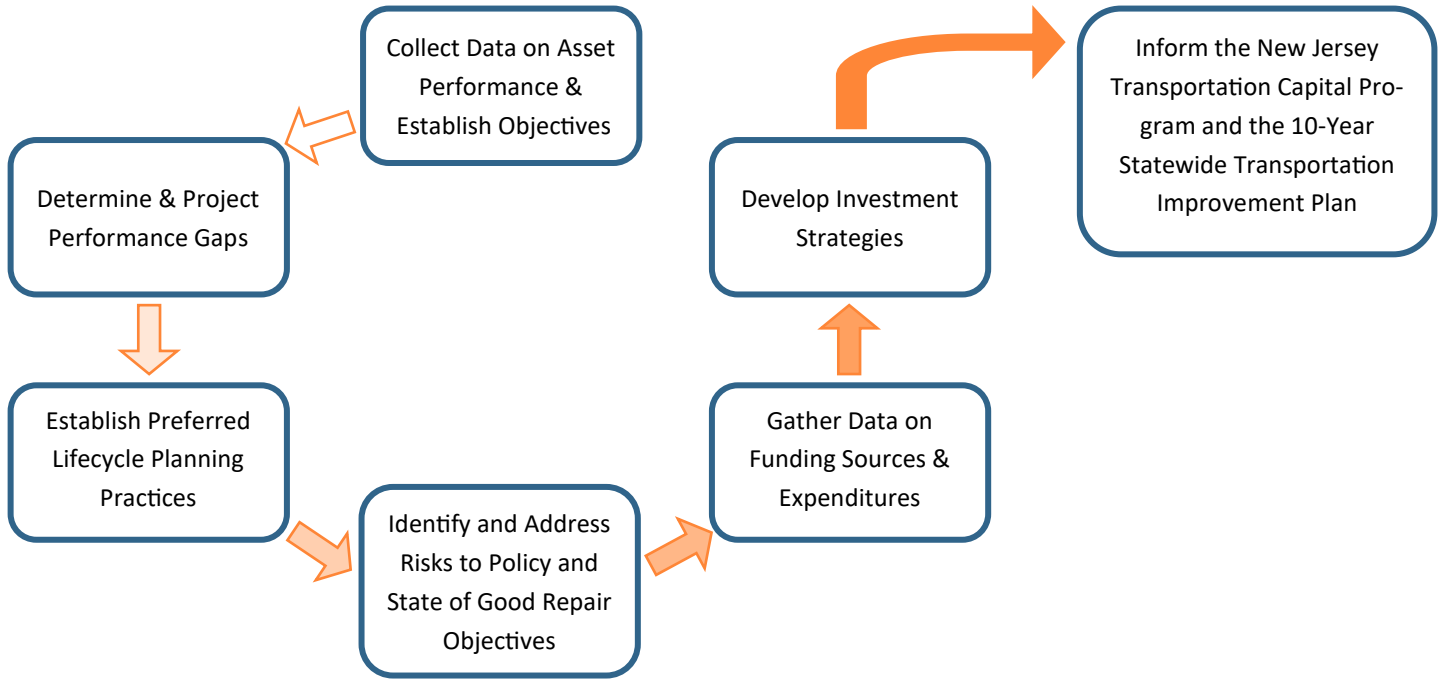 Collect Data on Asset
Performance &
Establish Objectives
Determine & Project
Performance Gaps
Establish Preferred
Lifecycle Planning
Practices
Identify and Address
Risks to Policy and
State of Good Repair
Objectives
Gather Data on
Funding Sources &
Expenditures
Develop Investment
Strategies
Inform the New Jersey
Transportation Capital Pro-
gram and the 10-Year
Statewide Transportation
Improvement Plan